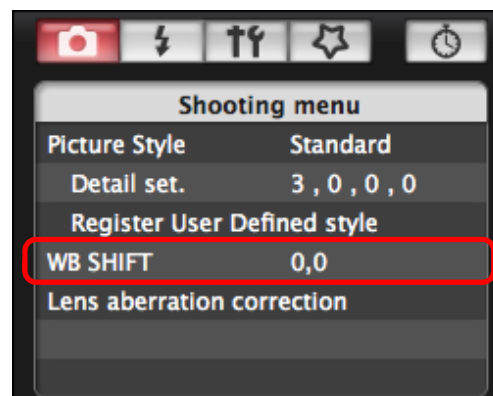 Shooting menu
Picture Style Standard
Detail set. 3 , 0 , 0 , 0
Register User Defined style
WB SHIFT 0,0
Lens aberration correction